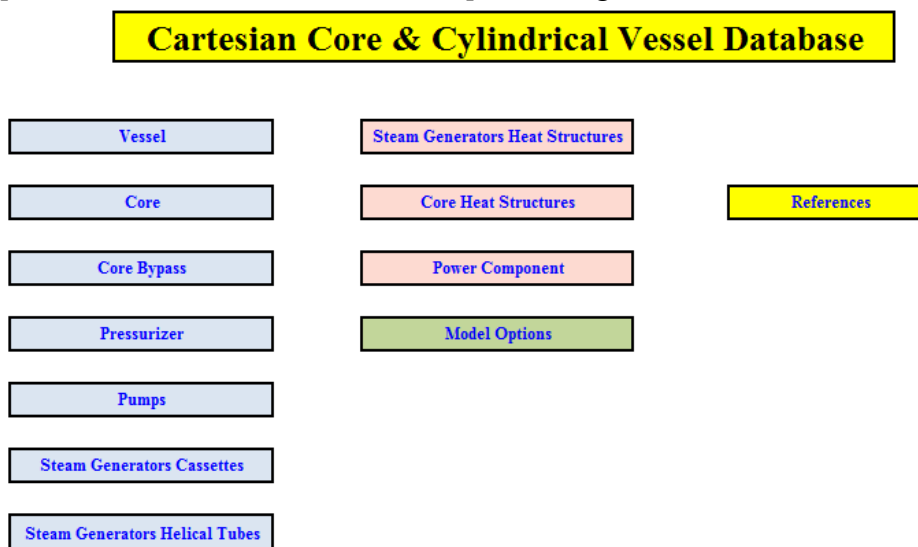 Cartesian Core & Cylindrical Vessel Database
Vessel
Steam Generators Heat Structures
Core
Core Heat Structures
References
Core Bypass
Power Component
Pressurizer
Model Options
Pumps
Steam Generators Cassettes
Steam Generators Helical Tubes